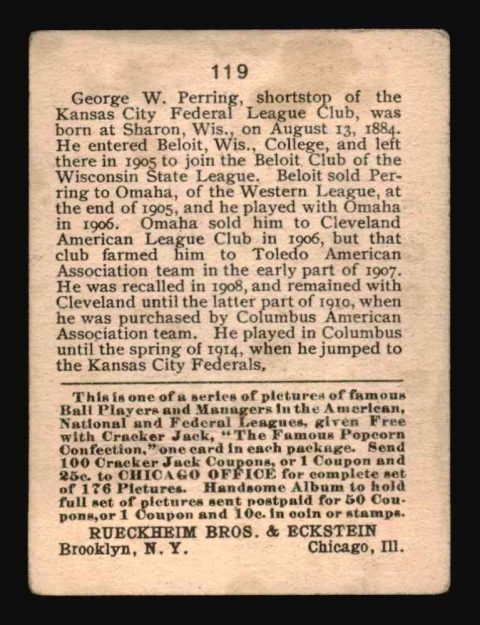 119
George W. Perring, shortstop of the
Kansas City Federal League Club, was
born at Sharon, Wis., on August 13, 1884.
He entered Beloit, Wis., College, and left
there in 1905 to join the Beloit Club of the
Wisconsin State League. Beloit sold Per-
ring to Omaha, of the Western League, at
the end of 1905, and he played with Omaha
in 1906. Omaha sold him to Cleveland
American League Club in 1906, but that
club farmed him to Toledo American
Association team in the early part of 1907.
He was recalled in 1908, and remained with
Cleveland until the latter part of 1910, when
he was purchased by Columbus American
Association team. He played in Columbus
until the spring of 1914, when he jumped to
the Kansas City Federals.
This is one of a series of pictures of famous
Ball Players and Managers in the American,
National and Federal Leagues, given Free
with Cracker Jack, "The Famous Popcorn
Confection," one card in each package. Send
100 Cracker Jack Coupons, or 1 Coupon and
25c. to CHICAGO OFFICE for complete set
of 176 Pictures. Handsome Album to hold
full set of pictures sent postpaid for 50 Cou-
pons, or 1 Coupon and 10c. in coin or stamps.
RUECKHEIM BROS. & ECKSTEIN
Brooklyn, N. Y. Chicago, Ill.